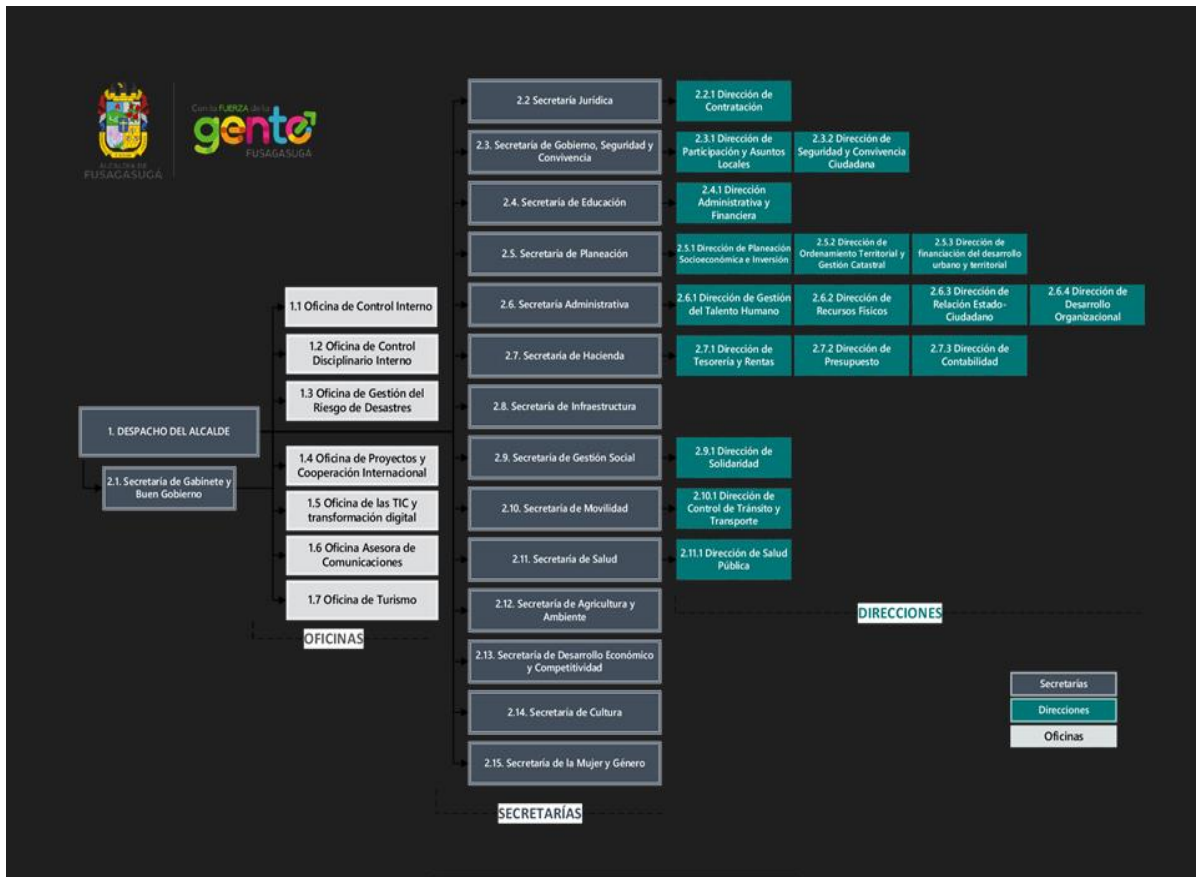 ALCALDÍA DE
FUSAGASUGÁ
Con la FUERZA de la
gente
FUSAGASUGÁ
1. DESPACHO DEL ALCALDE
2.1. Secretaría de Gabinete y
Buen Gobierno
1.1 Oficina de Control Interno
1.2 Oficina de Control
Disciplinario Interno
1.3 Oficina de Gestión del
Riesgo de Desastres
1.4 Oficina de Proyectos y
Cooperación Internacional
1.5 Oficina de las TIC y
transformación digital
1.6 Oficina Asesora de
Comunicaciones
1.7 Oficina de Turismo
OFICINAS
2.2 Secretaría Jurídica
2.2.1 Dirección de
Contratación
2.3. Secretaría de Gobierno, Seguridad y
Convivencia
2.3.1 Dirección de
Participación y Asuntos
Locales
2.3.2 Dirección de
Seguridad y Convivencia
Ciudadana
2.4. Secretaría de Educación
2.4.1 Dirección
Administrativa y
Financiera
2.5. Secretaría de Planeación
2.5.1 Dirección de Planeación
Socioeconómica e Inversión
2.5.2 Dirección de
Ordenamiento Territorial y
Gestión Catastral
2.5.3 Dirección de
financiación del desarrollo
urbano y territorial
2.6. Secretaría Administrativa
2.6.1 Dirección de Gestión
del Talento Humano
2.6.2 Dirección de
Recursos Físicos
2.6.3 Dirección de
Relación Estado-
Ciudadano
2.6.4 Dirección de
Desarrollo
Organizacional
2.7. Secretaría de Hacienda
2.7.1 Dirección de
Tesorería y Rentas
2.7.2 Dirección de
Presupuesto
2.7.3 Dirección de
Contabilidad
2.8. Secretaría de Infraestructura
2.9. Secretaría de Gestión Social
2.9.1 Dirección de
Solidaridad
2.10. Secretaría de Movilidad
2.10.1 Dirección de
Control de Tránsito y
Transporte
2.11. Secretaría de Salud
2.11.1 Dirección de Salud
Pública
2.12. Secretaría de Agricultura y
Ambiente
2.13. Secretaría de Desarrollo Económico
y Competitividad
2.14. Secretaría de Cultura
2.15. Secretaría de la Mujer y Género
SECRETARÍAS
DIRECCIONES
Secretarías
Direcciones
Oficinas